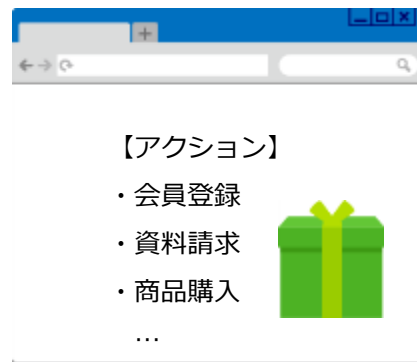 【アクション】
・会員登録
・資料請求
・商品購入
…